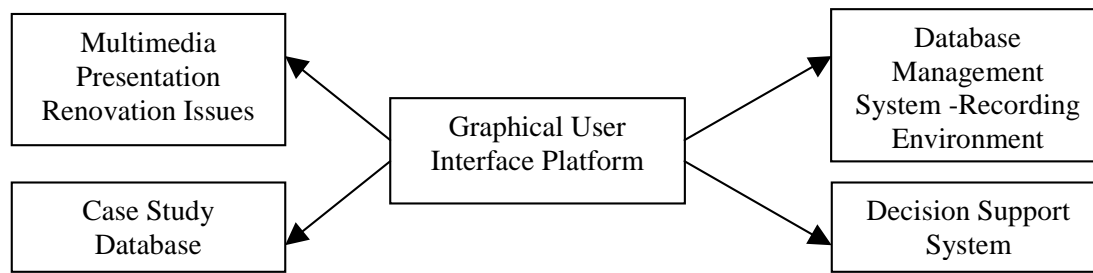 Multimedia
Presentation
Renovation Issues
Case Study
Database
Graphical User
Interface Platform
Database
Management
System -Recording
Environment
Decision Support
System